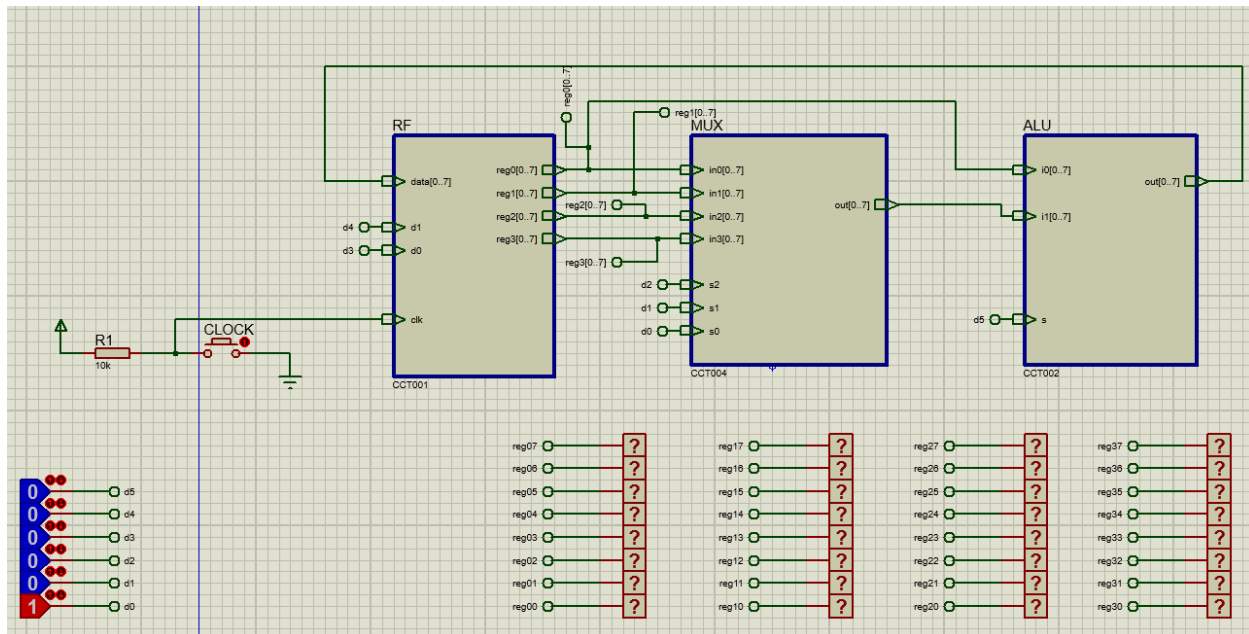 reg0[0..7]
reg1[0..7]
RF
MUX
ALU
data[0..7]
reg0[0..7]
reg1[0..7]
reg2[0..7]
reg3[0..7]
reg2[0..7]
reg3[0..7]
d4
d1
d3
d0
clk
in0[0..7]
in1[0..7]
in2[0..7]
in3[0..7]
out[0..7]
d2
s2
d1
s1
d0
s0
i0[0..7]
i1[0..7]
out[0..7]
d5
s
R1
10k
CLOCK
CCT001
CCT004
CCT002
0 d5
0 d4
0 d3
0 d2
0 d1
1 d0
reg07 ? reg17 ? reg27 ? reg37 ?
reg06 ? reg16 ? reg26 ? reg36 ?
reg05 ? reg15 ? reg25 ? reg35 ?
reg04 ? reg14 ? reg24 ? reg34 ?
reg03 ? reg13 ? reg23 ? reg33 ?
reg02 ? reg12 ? reg22 ? reg32 ?
reg01 ? reg11 ? reg21 ? reg31 ?
reg00 ? reg10 ? reg20 ? reg30 ?